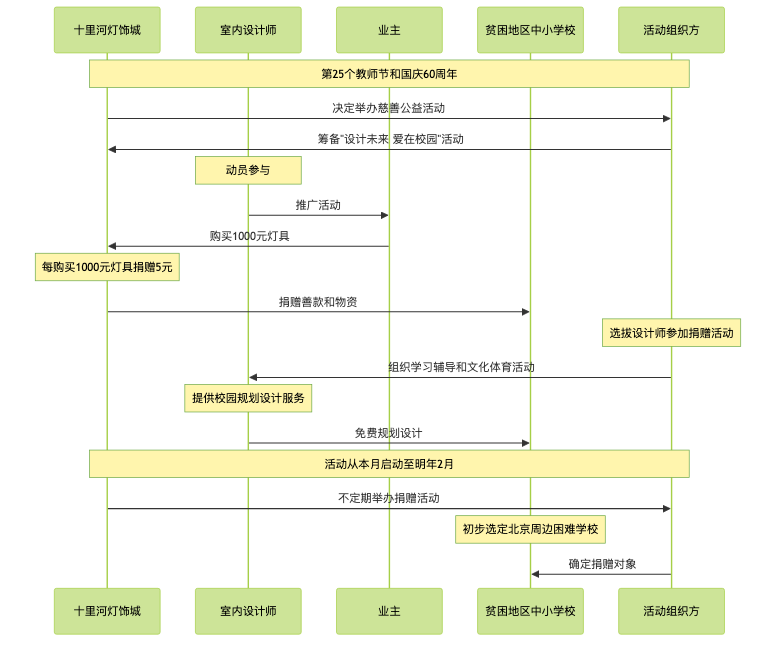 十里河灯饰城
室内设计师
业主
贫困地区中小学校
活动组织方
第25个教师节和国庆60周年
决定举办慈善公益活动
筹备"设计未来 爱在校园"活动
动员参与
推广活动
购买1000元灯具
每购买1000元灯具捐赠5元
捐赠善款和物资
选拔设计师参加捐赠活动
组织学习辅导和文化体育活动
提供校园规划设计服务
免费规划设计
活动从本月启动至明年2月
不定期举办捐赠活动
初步选定北京周边困难学校
确定捐赠对象
十里河灯饰城
室内设计师
业主
贫困地区中小学校
活动组织方